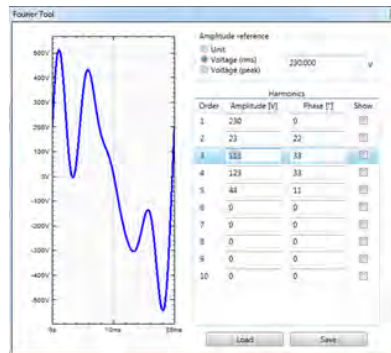 Fourier Tool
Amplitude reference
Unit
Voltage (rms)
230.000
v
Voltage (peak)
Harmonics
Order Amplitude [V] Phase [°] Show
1 230 0
2 23 22
3 33
4 123 33
5 44 11
6 0 0
7 0 0
8 0 0
9 0 0
10 0 0
500V
400V
300V
200V
100V
0V
-100V
-200V
-300V
-400V
-500V
0s 10ms 20ms
Load Save